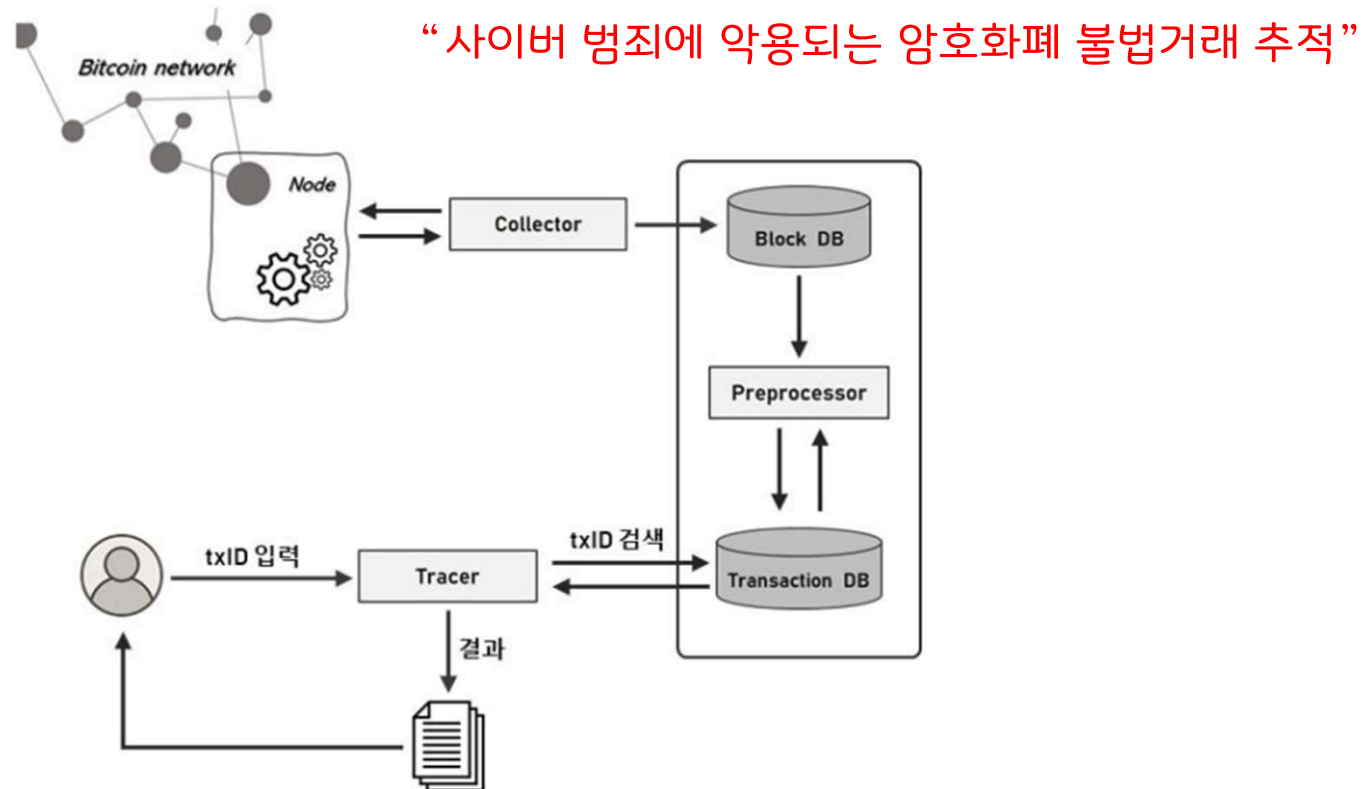 “사이버 범죄에 악용되는 암호화폐 불법거래 추적”
Bitcoin network
Node
Collector
Block DB
Preprocessor
txID 입력
Tracer
txID 검색
Transaction DB
결과